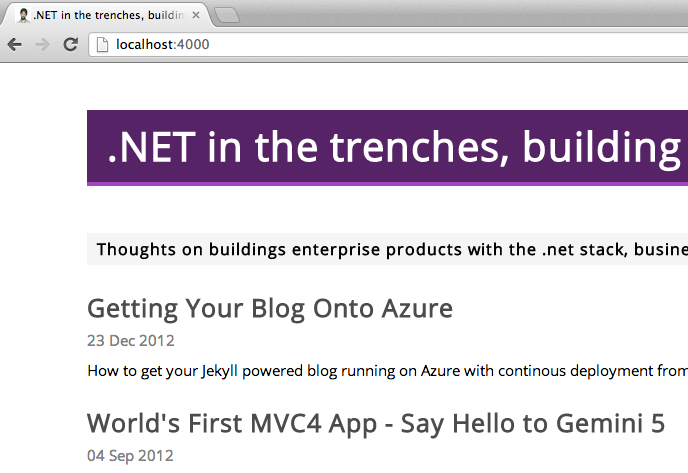 .NET in the trenches, buildin
localhost:4000
.NET in the trenches, building
Thoughts on buildings enterprise products with the .net stack, busine
Getting Your Blog Onto Azure
23 Dec 2012
How to get your Jekyll powered blog running on Azure with continous deployment from
World's First MVC4 App - Say Hello to Gemini 5
04 Sep 2012